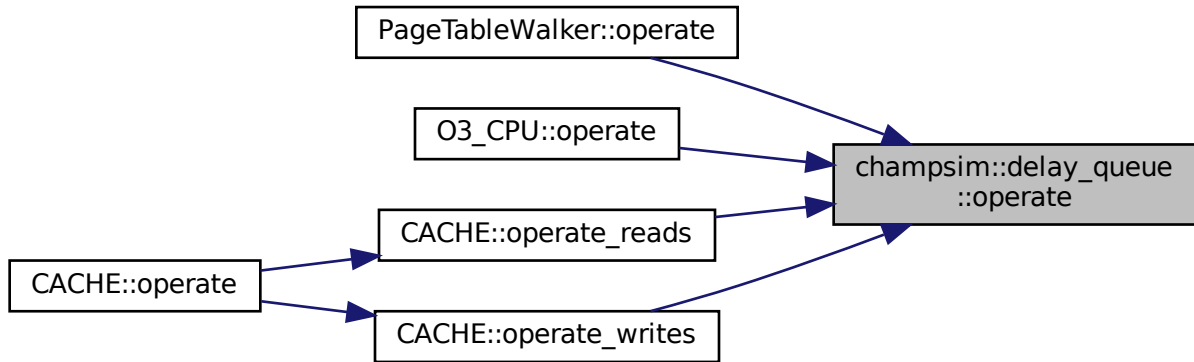 PageTableWalker::operate
O3_CPU::operate
champsim::delay_queue
::operate
CACHE::operate_reads
CACHE::operate
CACHE::operate_writes